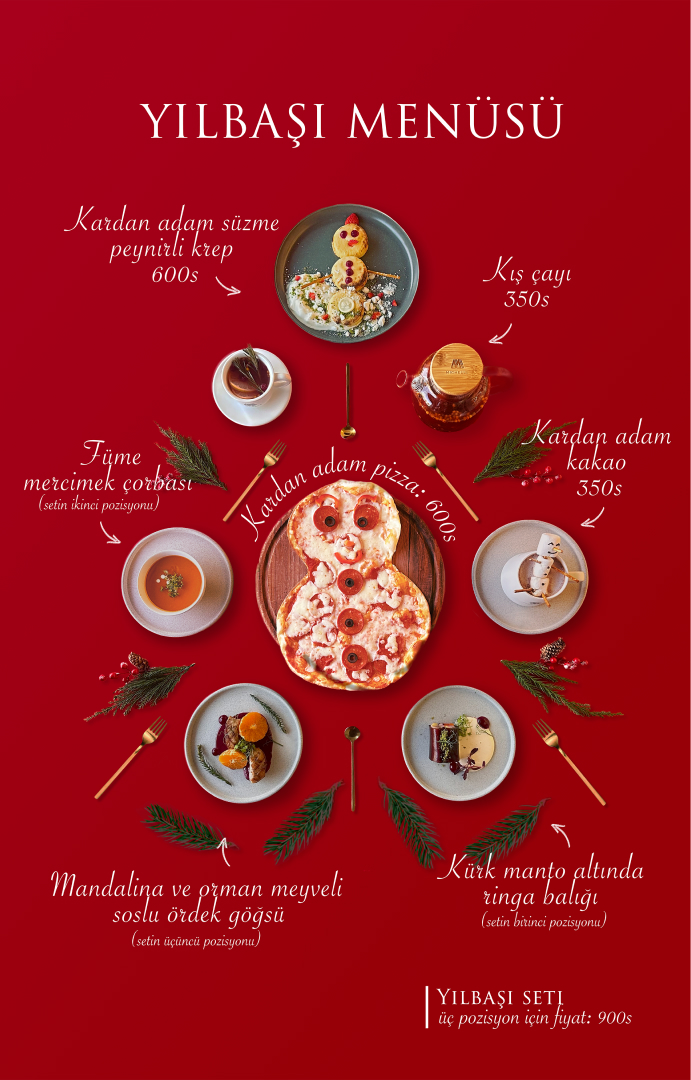 YILBAŞI MENÜSÜ
Kardan adam süzme
peynirli krep
600s
Kış çayı
350s
Kardan adam
kakao
350s
Füme
mercimek çorbası
(setin ikinci pozisyonu)
Kardan adam pizza: 600s
Mandalina ve orman meyveli
soslu ördek göğsü
(setin üçüncü pozisyonu)
Kürk manto altında
ringa balığı
(setin birinci pozisyonu)
YILBAŞI SETI
üç pozisyon için fiyat: 900s